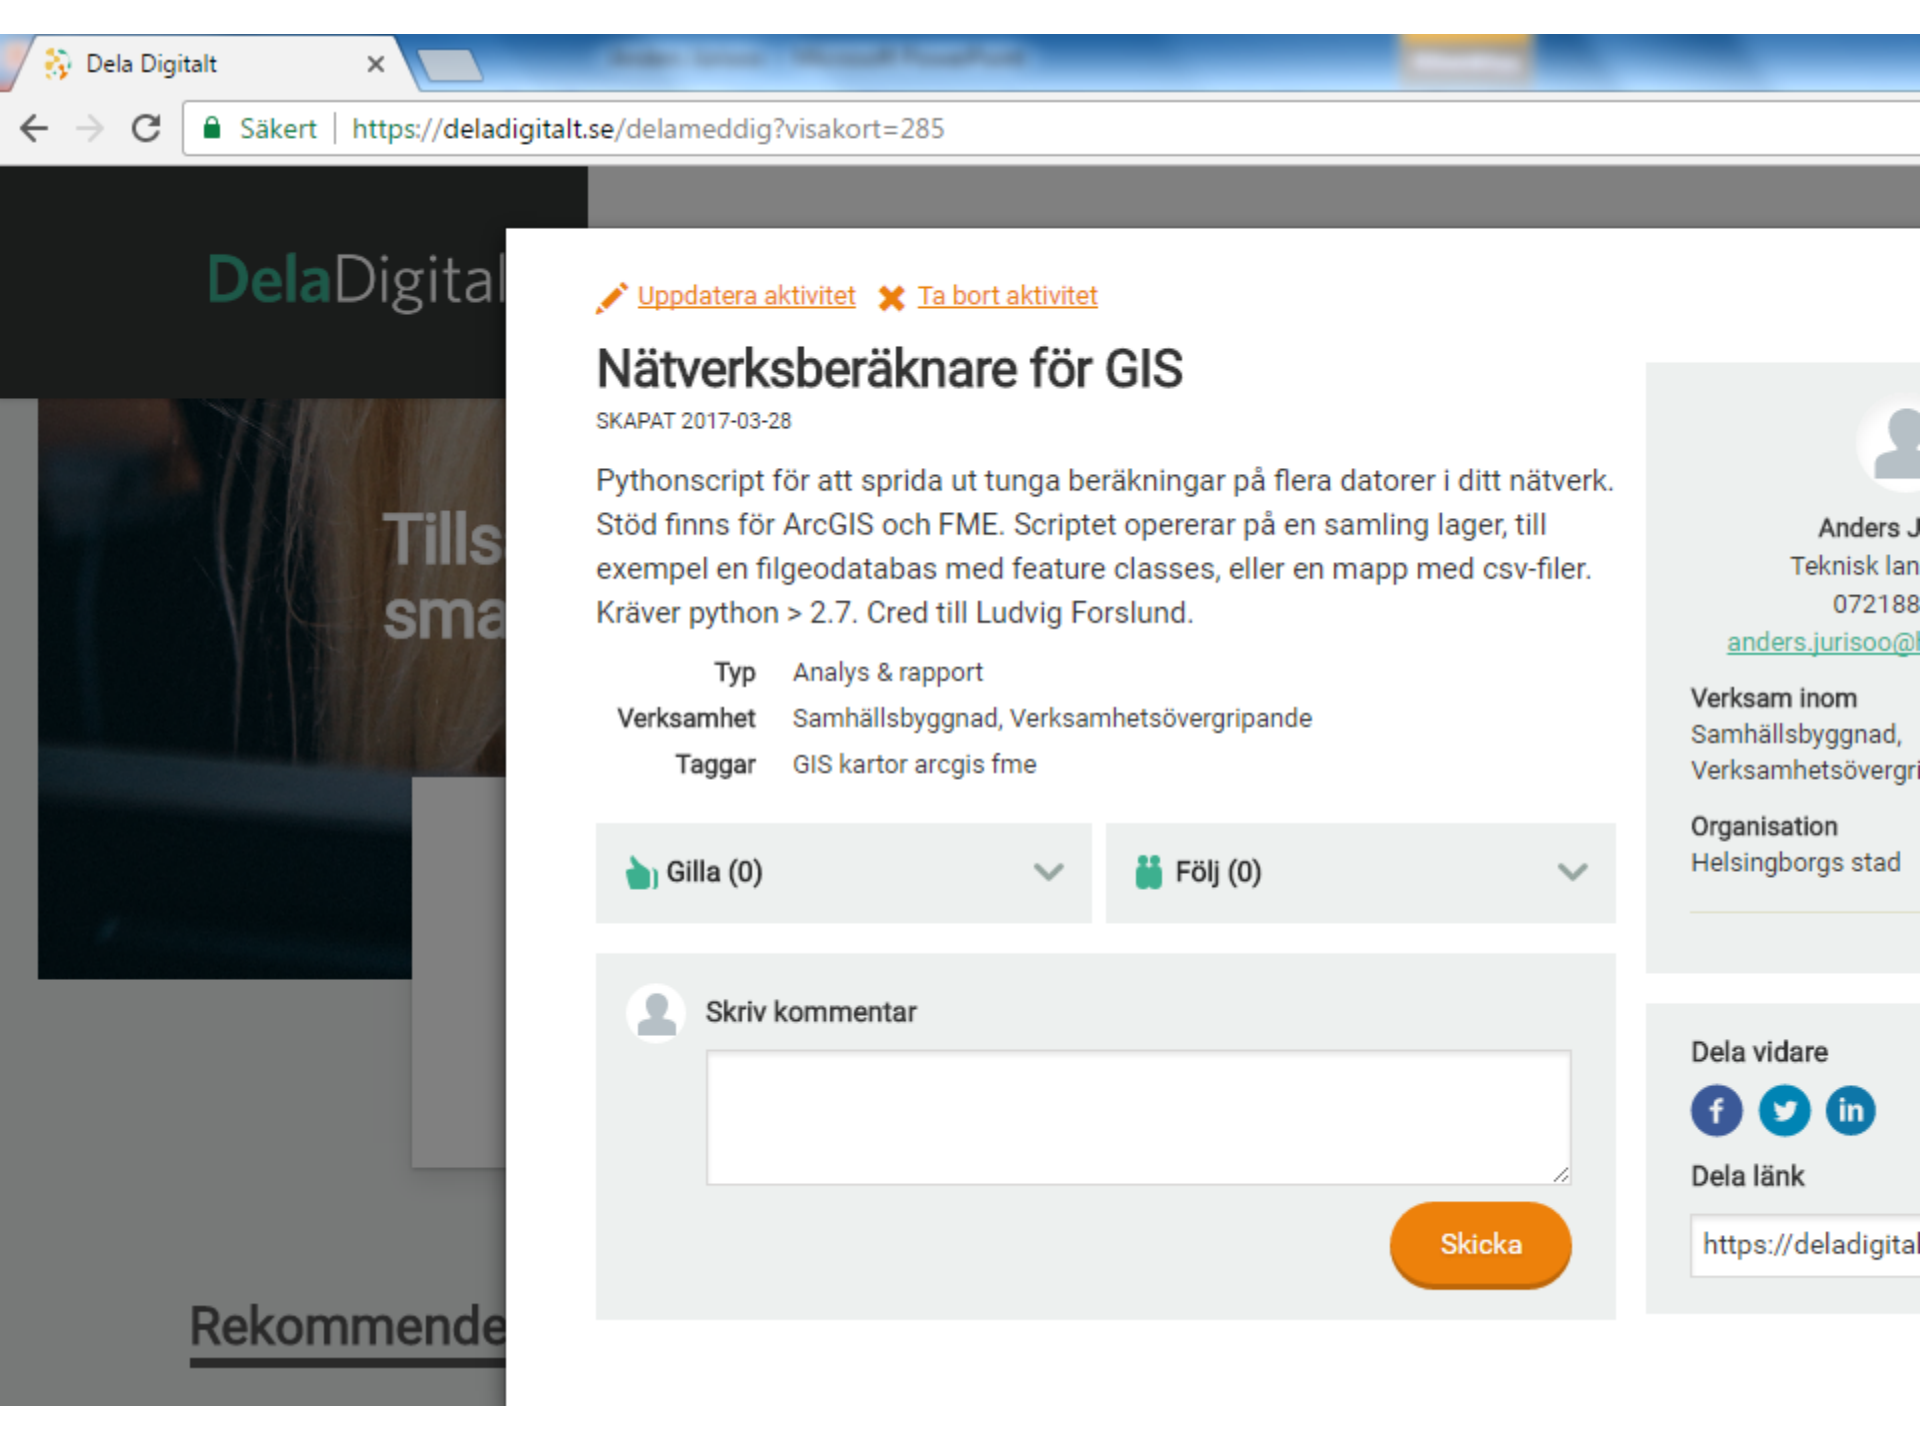 Dela Digitalt
Säkert https://deladigitalt.se/delameddig?visakort=285
DelaDigital
Uppdatera aktivitet Ta bort aktivitet
Nätverksberäknare för GIS
SKAPAT 2017-03-28
Pythonscript för att sprida ut tunga beräkningar på flera datorer i ditt nätverk.
Stöd finns för ArcGIS och FME. Scriptet opererar på en samling lager, till
exempel en filgeodatabas med feature classes, eller en mapp med csv-filer.
Kräver python > 2.7. Cred till Ludvig Forslund.
Typ Analys & rapport
Verksamhet Samhällsbyggnad, Verksamhetsövergripande
Taggar GIS kartor arcgis fme
Gilla (0) Följ (0)
Skriv kommentar
Skicka
Tills
sma
Rekommende
Anders J
Teknisk lan
072188
anders.jurisoo@h
Verksam inom
Samhällsbyggnad,
Verksamhetsövergri
Organisation
Helsingborgs stad
Dela vidare
f in
Dela länk
https://deladigital